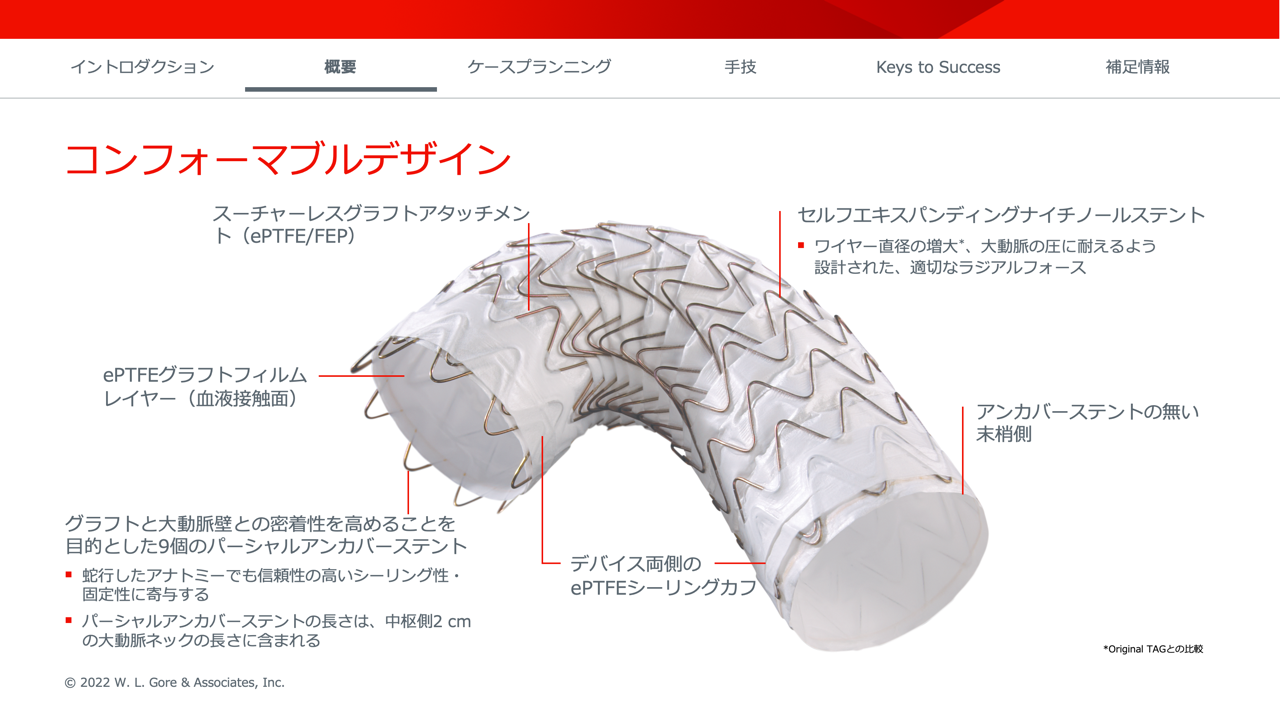 イントロダクション
概要
ケースプランニング
手技
Keys to Success
補足情報
コンフォーマブルデザイン
スーチャーレスグラフトアタッチメン
ト（ePTFE/FEP）
セルフエキスパンディングナイチノールステント
▪ ワイヤー直径の増大*、大動脈の圧に耐えるよう
設計された、適切なラジアルフォース
ePTFEグラフトフィルム
レイヤー（血液接触面）
アンカバーステントの無い
末梢側
グラフトと大動脈壁との密着性を高めることを
目的とした9個のパーシャルアンカバーステント
▪ 蛇行したアナトミーでも信頼性の高いシーリング性・
固定性に寄与する
▪ パーシャルアンカバーステントの長さは、中枢側2 cm
の大動脈ネックの長さに含まれる
デバイス両側の
ePTFEシーリングカフ
*Original TAGとの比較
© 2022 W. L. Gore & Associates, Inc.